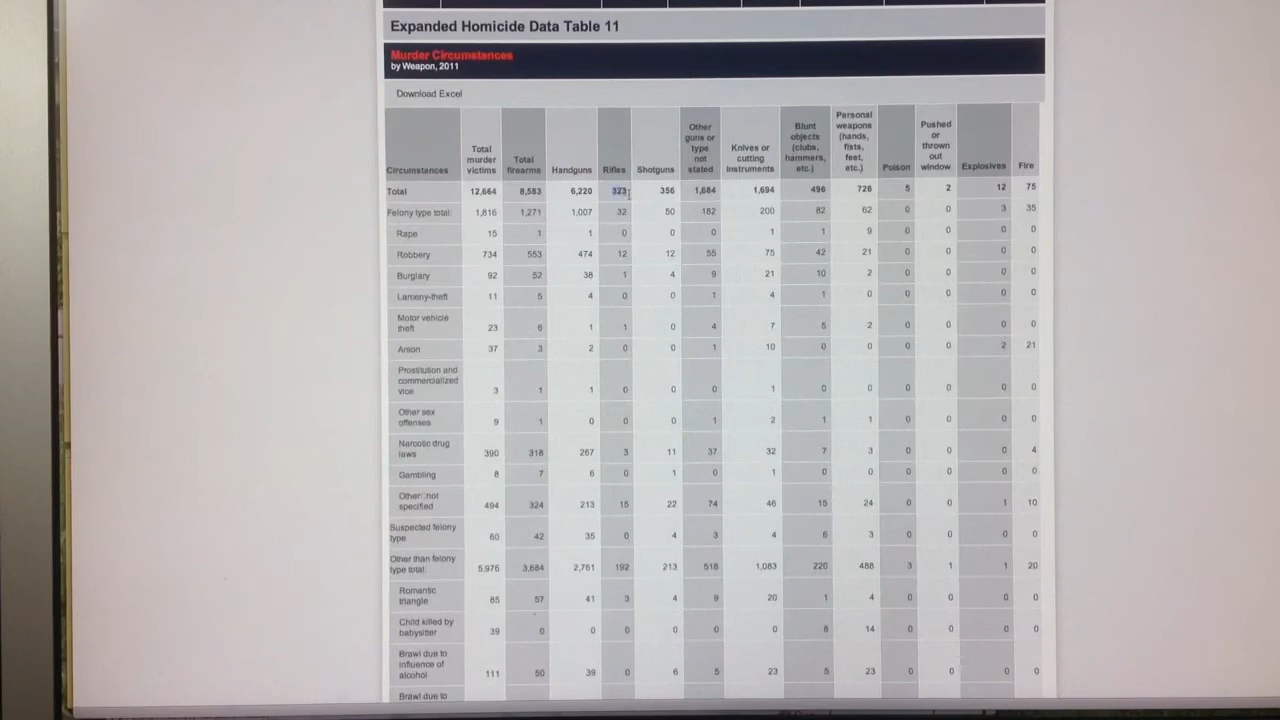 Expanded Homicide Data Table 11
Murder Circumstances
by Weapon, 2011
Download Excel
Circumstances Total murder victims Total firearms Handguns Rifles Shotguns Other guns or type not stated Knives or cutting instruments Blunt objects (clubs, hammers, etc.) Personal weapons (hands, fists, feet, etc.) Poison Pushed or thrown out window Explosives Fire
Total 12,664 8,583 6,220 323 356 1,684 1,694 496 726 5 2 12 75
Felony type total: 1,816 1,271 1,007 32 50 182 200 82 62 0 0 3 35
Rape 15 1 1 0 0 0 1 1 9 0 0 0 0
Robbery 734 553 474 12 12 55 75 42 21 0 0 0 0
Burglary 92 52 38 1 4 9 21 10 2 0 0 0 0
Larceny-theft 11 5 4 0 0 1 4 1 0 0 0 0 0
Motor vehicle theft 23 6 1 1 0 4 7 5 2 0 0 0 0
Arson 37 3 2 0 0 1 10 0 0 0 0 2 21
Prostitution and commercialized vice 3 1 1 0 0 0 1 0 0 0 0 0 0
Other sex offenses 9 1 0 0 0 1 2 1 1 0 0 0 0
Narcotic drug laws 390 318 267 3 11 37 32 7 3 0 0 0 4
Gambling 8 7 6 0 1 0 1 0 0 0 0 0 0
Other: not specified 494 324 213 15 22 74 46 15 24 0 0 1 10
Suspected felony type 60 42 35 0 4 3 4 6 3 0 0 0 0
Other than felony type total: 5,976 3,684 2,761 192 213 518 1,083 220 488 3 1 1 20
Romantic triangle 85 57 41 3 4 9 20 1 4 0 0 0 0
Child killed by babysitter 39 0 0 0 0 0 0 8 14 0 0 0 0
Brawl due to influence of alcohol 111 50 39 0 6 5 23 5 23 0 0 0 0
Brawl due to